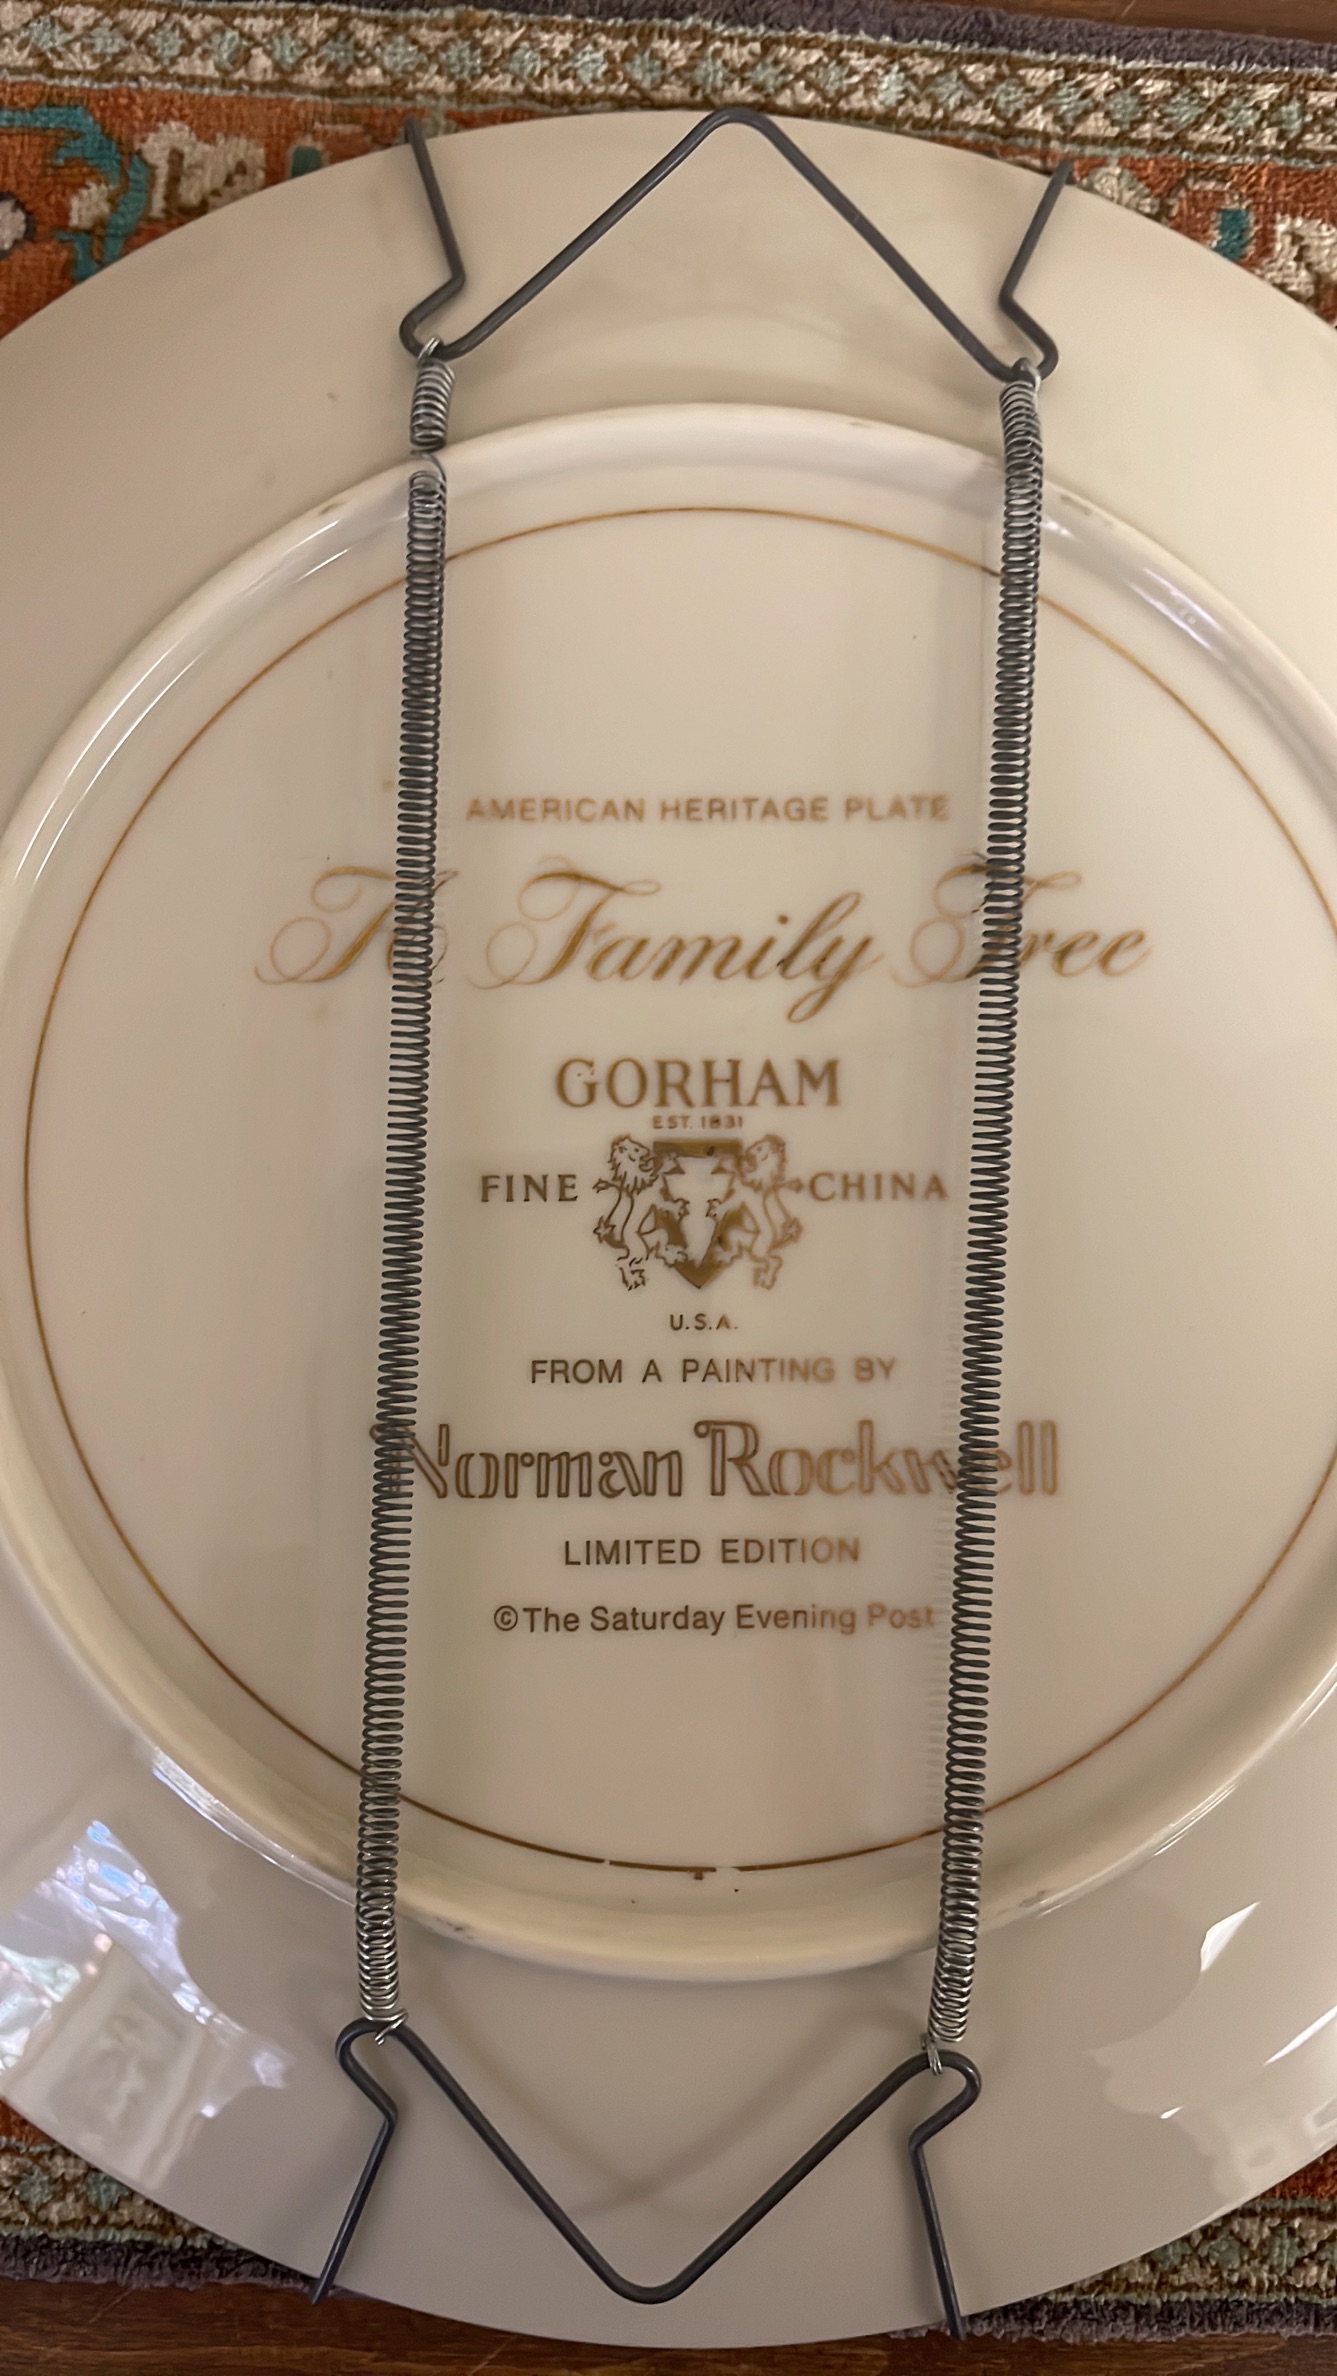 AMERICAN HERITAGE PLATE
A Family Tree
GORHAM
EST. 1831
FINE CHINA
U.S.A.
FROM A PAINTING BY
Norman Rockwell
LIMITED EDITION
©The Saturday Evening Post